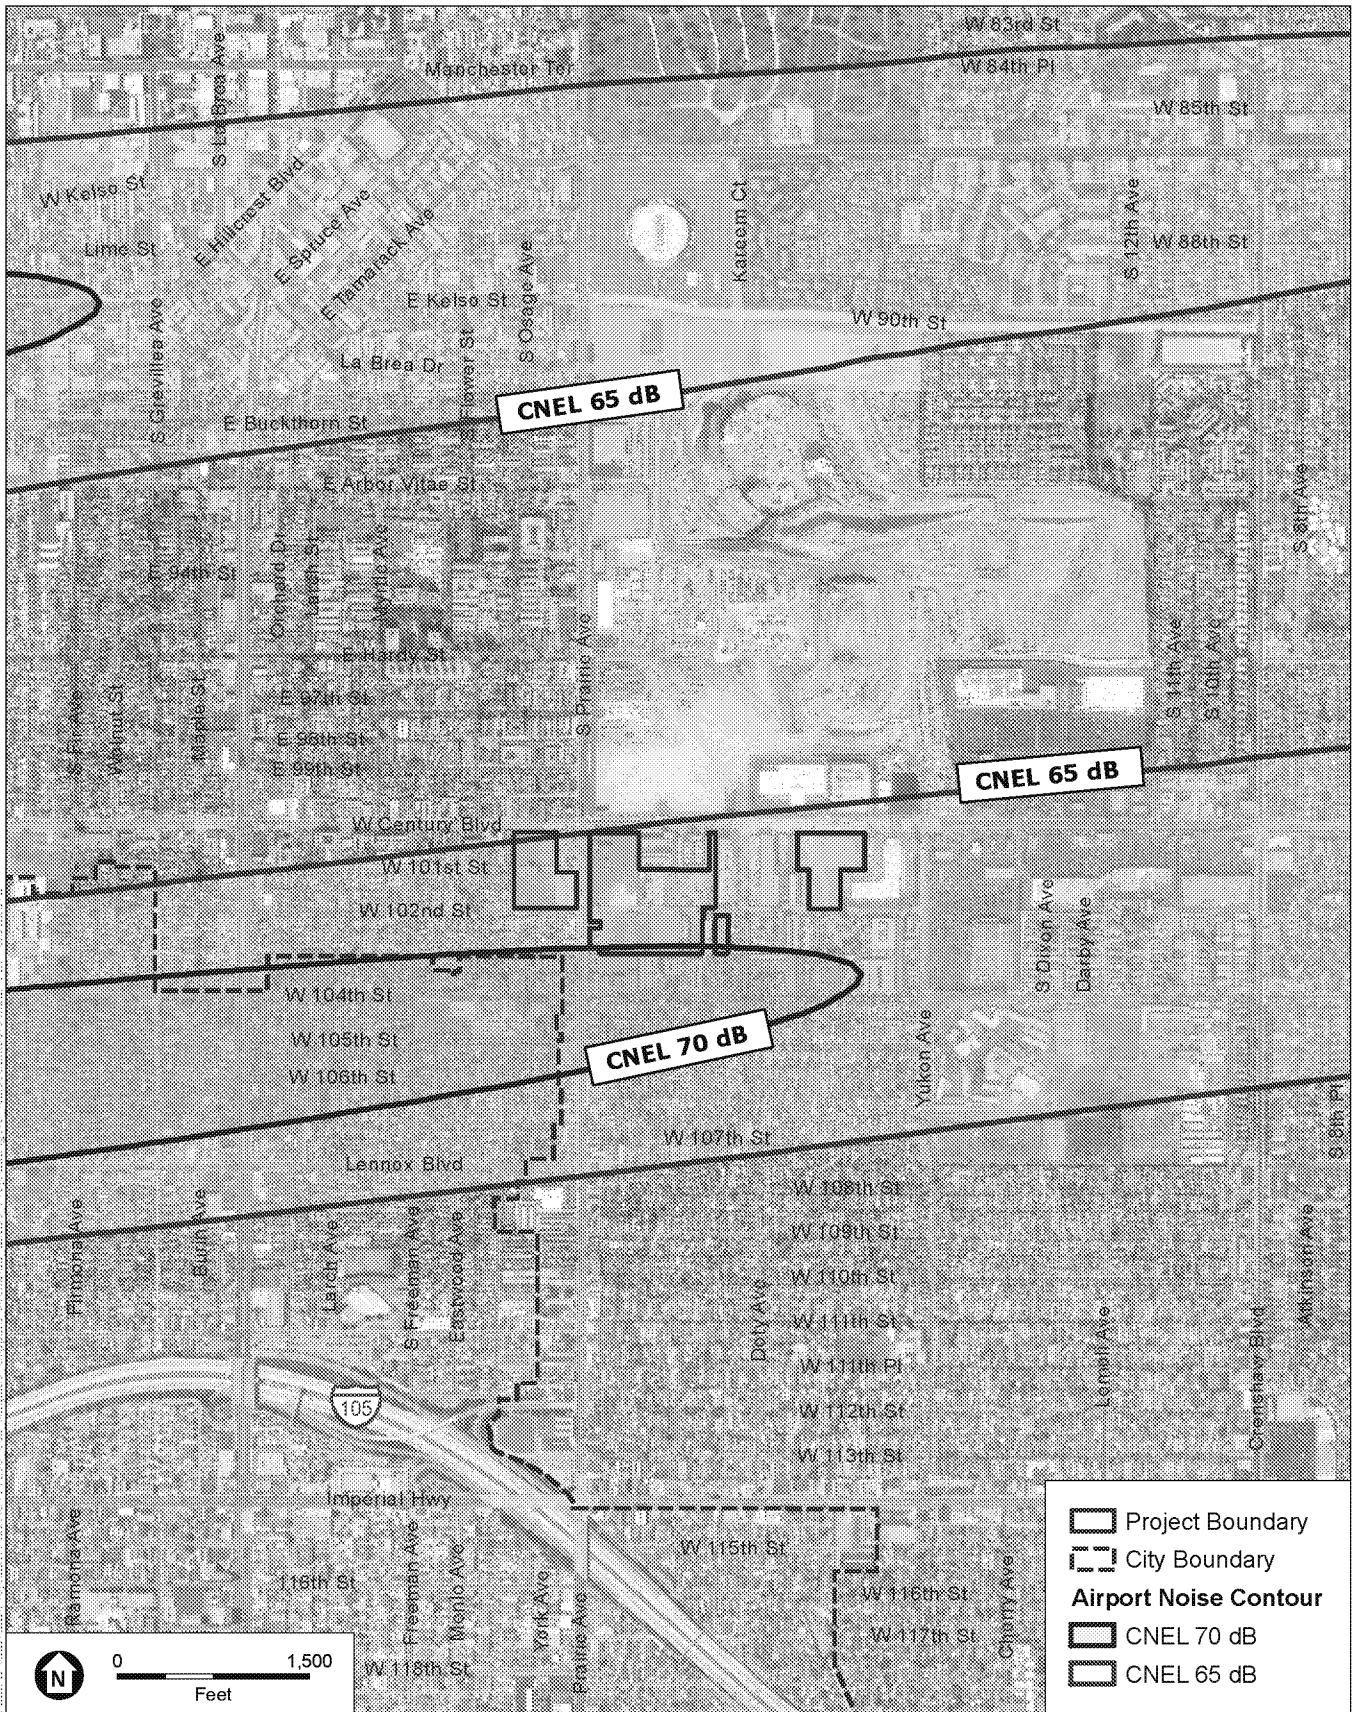 W 83rd St
Manchester Ter
W 84th Pl
S La Brea Ave
W 85th St
W Kelso St
E Hillcrest Blvd
E Spruce Ave
E Tamarack Ave
Kareem Ct
S 12th Ave
W 88th St
Lime St
S Osage Ave
E Kelso St
W 90th St
S Grevillea Ave
La Brea Dr
S Flower St
CNEL 65 dB
E Buckthorn St
E Arbor Vitae St
S 8th Ave
E 94th St
Orchard Dr
Larch St
Myrtle Ave
E Hardy St
S Prairie Ave
S 14th Ave
S 10th Ave
S Fir Ave
Walnut St
Maple St
E 97th St
E 98th St
E 99th St
CNEL 65 dB
W Century Blvd
W 101st St
W 102nd St
S Dixon Ave
Darby Ave
W 104th St
W 105th St
CNEL 70 dB
Yukon Ave
W 106th St
W 107th St
S 8th Pl
Lennox Blvd
W 108th St
Firmona Ave
Burin Ave
Larch Ave
S Freeman Ave
Eastwood Ave
W 109th St
W 110th St
Doty Ave
W 111th St
Atkinson Ave
W 111th Pl
Lemoli Ave
Crenshaw Blvd
105
W 112th St
W 113th St
Imperial Hwy
Ramona Ave
Freeman Ave
Menlo Ave
York Ave
Prairie Ave
W 115th St
116th St
W 116th St
Cherry Ave
W 117th St
W 118th St
Project Boundary
City Boundary
Airport Noise Contour
CNEL 70 dB
CNEL 65 dB
N
0 1,500
Feet